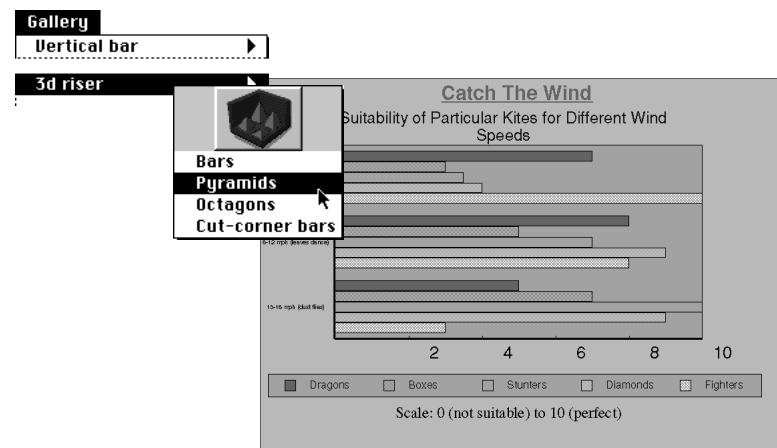 Gallery
Vertical bar
3d riser
Bars
Pyramids
Octagons
Cut-corner bars
Catch The Wind
Suitability of Particular Kites for Different Wind
Speeds
6-12 mph (leaves dance)
13-16 mph (dust flies)
2 4 6 8 10
Dragons Boxes Stunters Diamonds Fighters
Scale: 0 (not suitable) to 10 (perfect)